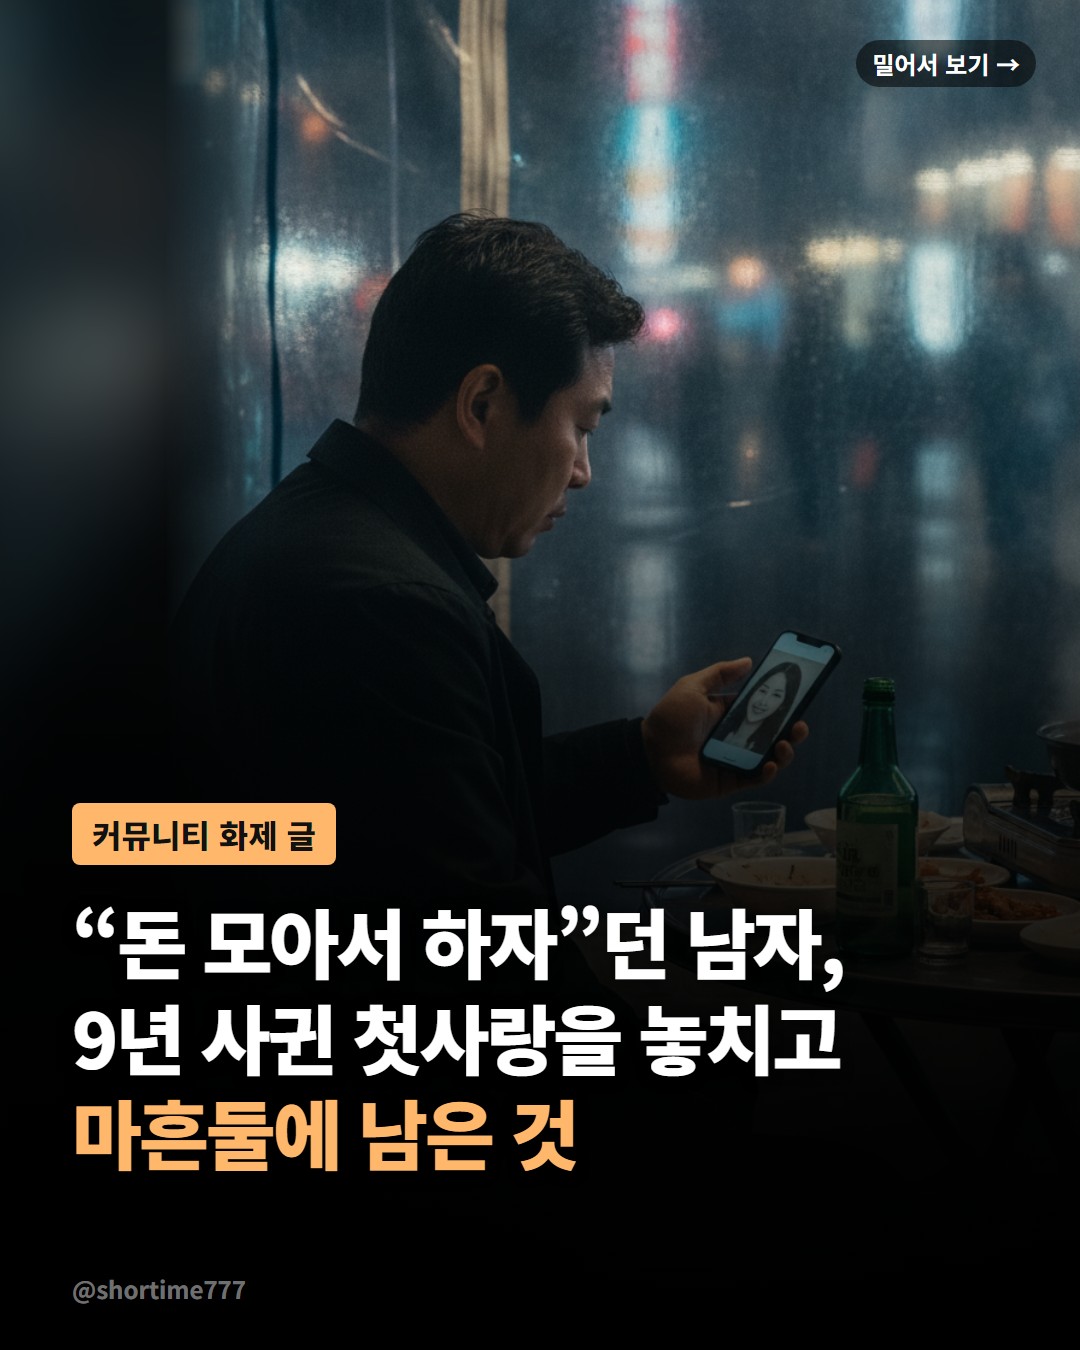 밀어서 보기 →
커뮤니티 화제 글
“돈 모아서 하자”던 남자,
9년 사귄 첫사랑을 놓치고
마흔둘에 남은 것
@shortime777